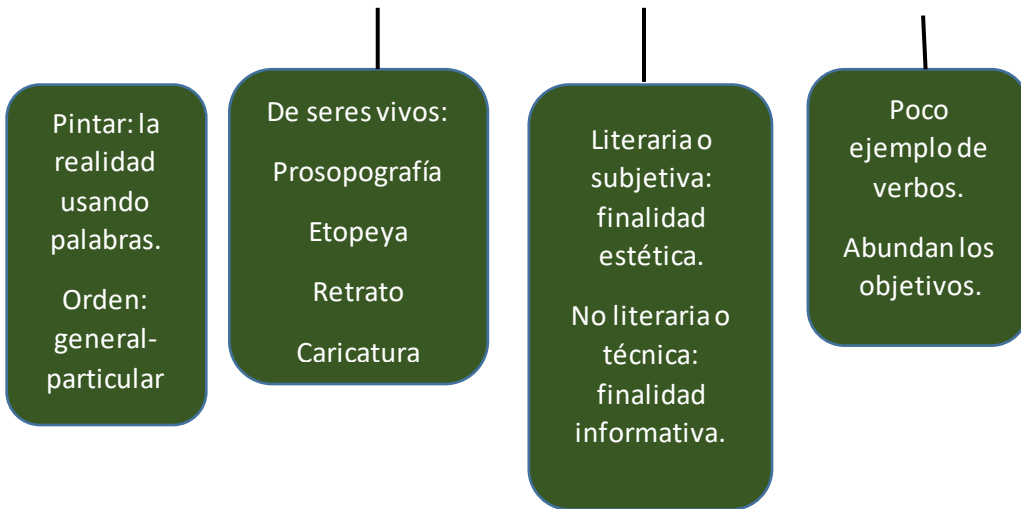 Pintar: la
realidad
usando
palabras.
Orden:
general-
particular
De seres vivos:
Prosopografía
Etopeya
Retrato
Caricatura
Literaria o
subjetiva:
finalidad
estética.
No literaria o
técnica:
finalidad
informativa.
Poco
ejemplo de
verbos.
Abundan los
objetivos.